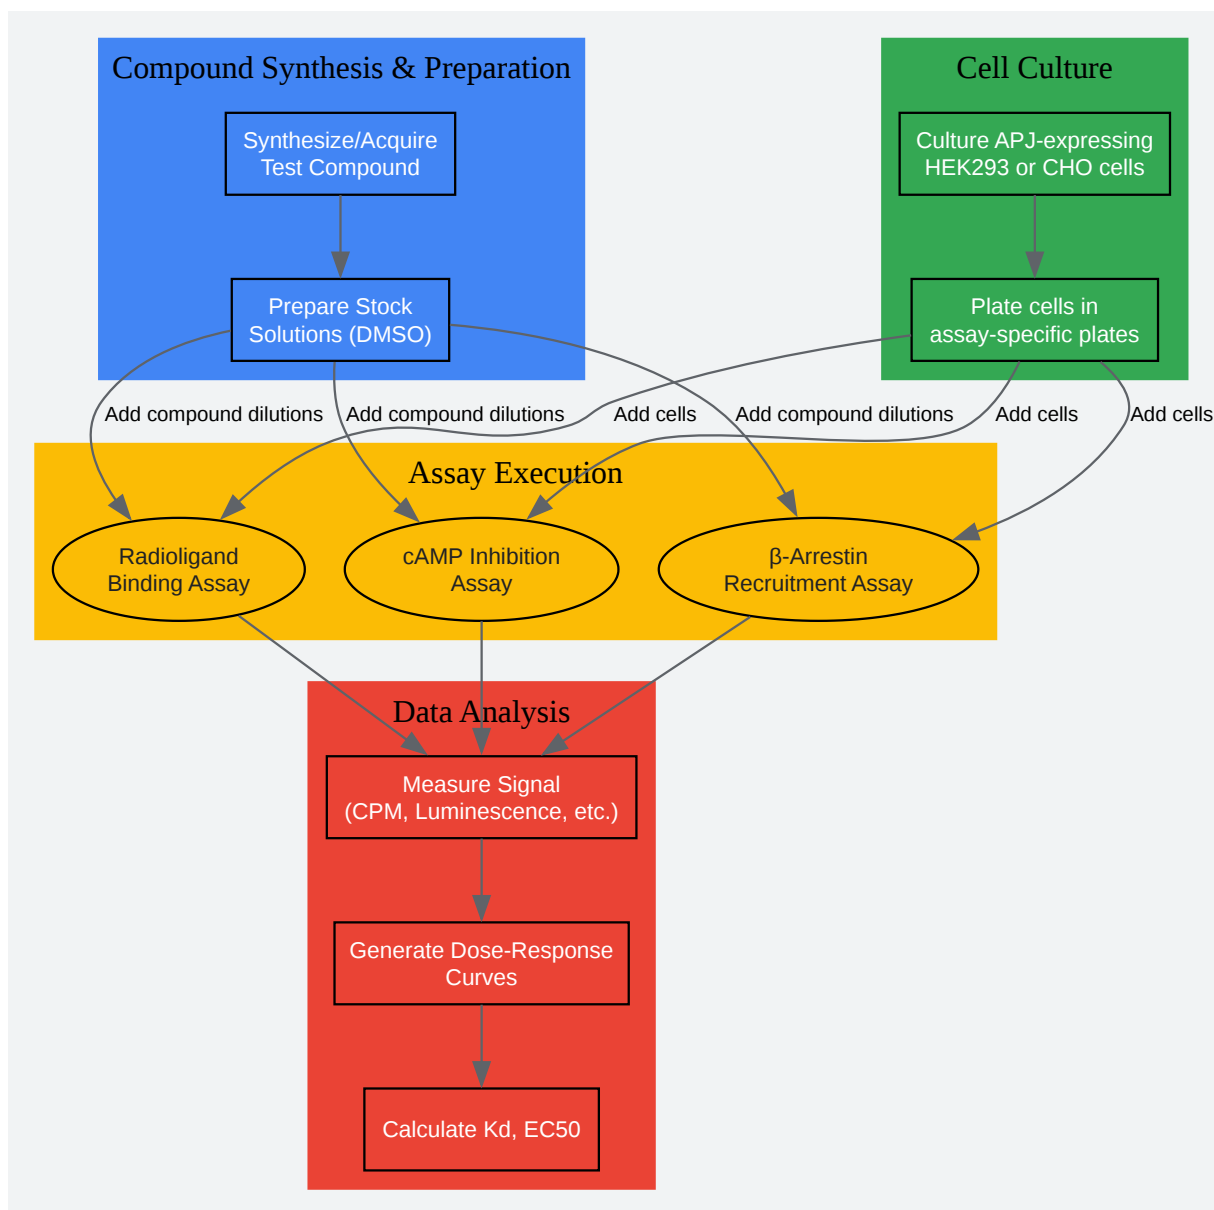 Compound Synthesis & Preparation
Synthesize/Acquire
Test Compound
Prepare Stock
Solutions (DMSO)
Cell Culture
Culture APJ-expressing
HEK293 or CHO cells
Plate cells in
assay-specific plates
Add compound dilutions
Add compound dilutions
Add cells
Add compound dilutions
Add cells
Add cells
Assay Execution
Radioligand
Binding Assay
cAMP Inhibition
Assay
β-Arrestin
Recruitment Assay
Data Analysis
Measure Signal
(CPM, Luminescence, etc.)
Generate Dose-Response
Curves
Calculate Kd, EC50